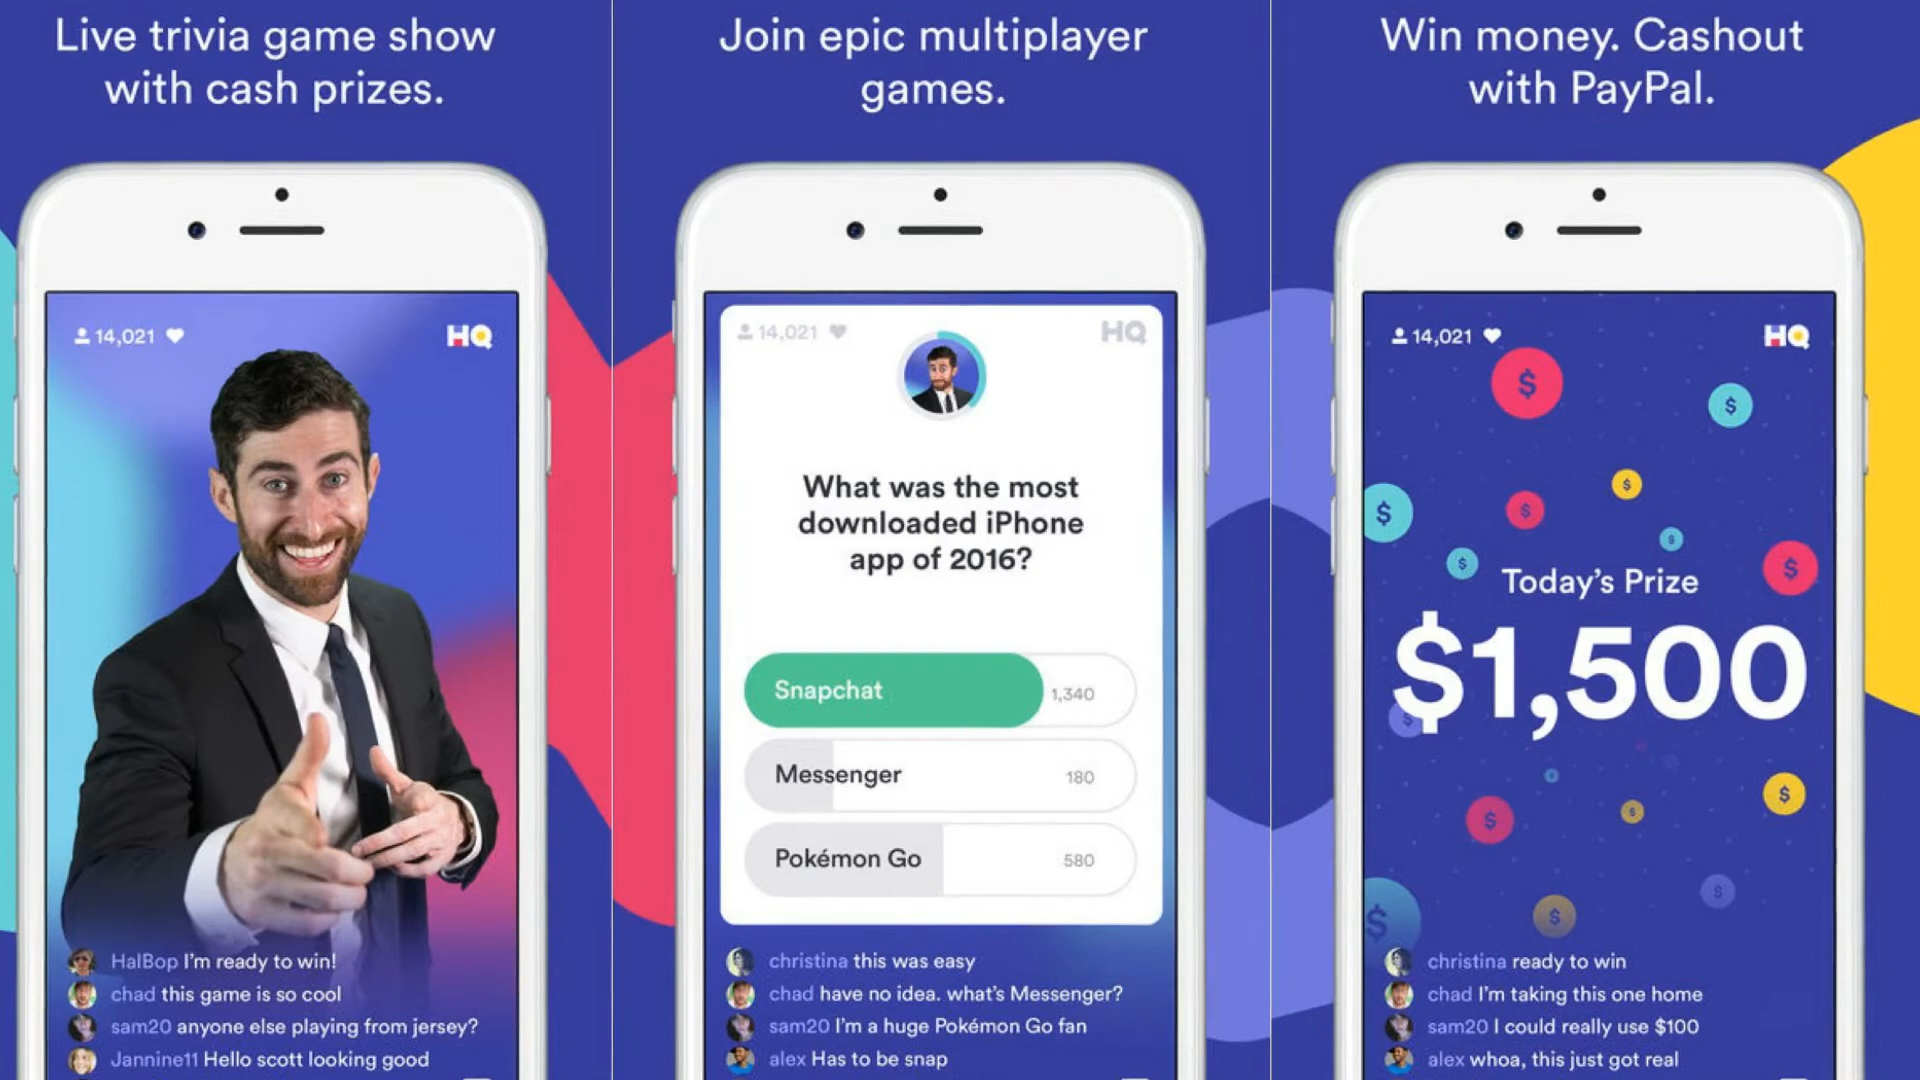 Live trivia game show
with cash prizes.
14,021
HQ
HalBop I'm ready to win!
chad this game is so cool
sam20 anyone else playing from jersey?
Jannine11 Hello scott looking good
Join epic multiplayer
games.
14,021
HQ
What was the most
downloaded iPhone
app of 2016?
Snapchat 1,340
Messenger 180
Pokémon Go 580
christina this was easy
chad have no idea. what's Messenger?
sam20 I'm a huge Pokémon Go fan
alex Has to be snap
Win money. Cashout
with PayPal.
14,021
HQ
$
$
$
$
$
$
$
$
Today's Prize
$1,500
$
$
$
$
$
$
$
christina ready to win
chad I'm taking this one home
sam20 I could really use $100
alex whoa, this just got real